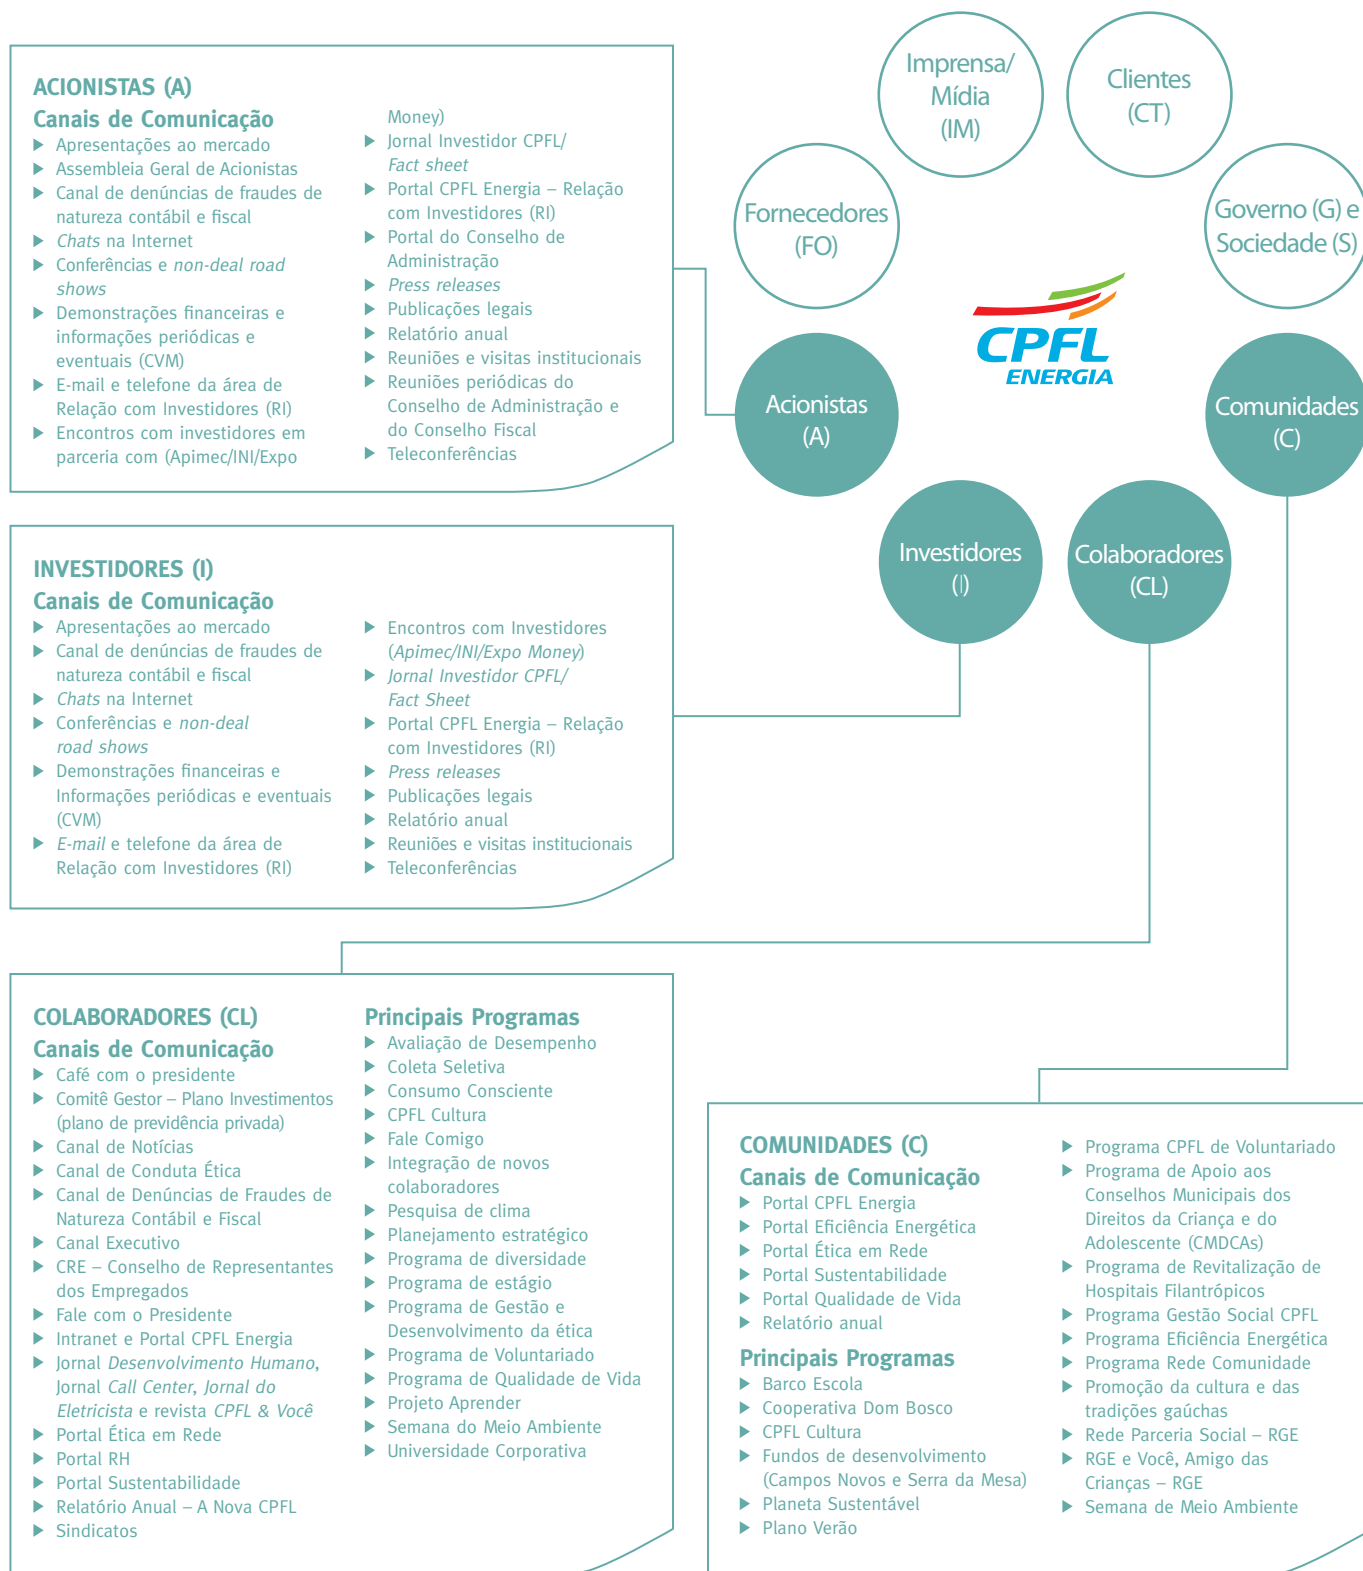 Imprensa/
Mídia
(IM)
Clientes
(CT)
Fornecedores
(FO)
Governo (G) e
Sociedade (S)
CPFL
ENERGIA
Acionistas
(A)
Comunidades
(C)
Investidores
(I)
Colaboradores
(CL)
ACIONISTAS (A)
Canais de Comunicação
Apresentações ao mercado
Assembleia Geral de Acionistas
Canal de denúncias de fraudes de
natureza contábil e fiscal
Chats na Internet
Conferências e non-deal road
shows
Demonstrações financeiras e
informações periódicas e
eventuais (CVM)
E-mail e telefone da área de
Relação com Investidores (RI)
Encontros com investidores em
parceria com (Apimec/INI/Expo
Money)
Jornal Investidor CPFL/
Fact sheet
Portal CPFL Energia – Relação
com Investidores (RI)
Portal do Conselho de
Administração
Press releases
Publicações legais
Relatório anual
Reuniões e visitas institucionais
Reuniões periódicas do
Conselho de Administração e
do Conselho Fiscal
Teleconferências
INVESTIDORES (I)
Canais de Comunicação
Apresentações ao mercado
Canal de denúncias de fraudes de
natureza contábil e fiscal
Chats na Internet
Conferências e non-deal
road shows
Demonstrações financeiras e
Informações periódicas e eventuais
(CVM)
E-mail e telefone da área de
Relação com Investidores (RI)
Encontros com Investidores
(Apimec/INI/Expo Money)
Jornal Investidor CPFL/
Fact Sheet
Portal CPFL Energia – Relação
com Investidores (RI)
Press releases
Publicações legais
Relatório anual
Reuniões e visitas institucionais
Teleconferências
COLABORADORES (CL)
Canais de Comunicação
Café com o presidente
Comitê Gestor – Plano Investimentos
(plano de previdência privada)
Canal de Notícias
Canal de Conduta Ética
Canal de Denúncias de Fraudes de
Natureza Contábil e Fiscal
Canal Executivo
CRE – Conselho de Representantes
dos Empregados
Fale com o Presidente
Intranet e Portal CPFL Energia
Jornal Desenvolvimento Humano,
Jornal Call Center, Jornal do
Eletricista e revista CPFL & Você
Portal Ética em Rede
Portal RH
Portal Sustentabilidade
Relatório Anual – A Nova CPFL
Sindicatos
Principais Programas
Avaliação de Desempenho
Coleta Seletiva
Consumo Consciente
CPFL Cultura
Fale Comigo
Integração de novos
colaboradores
Pesquisa de clima
Planejamento estratégico
Programa de diversidade
Programa de estágio
Programa de Gestão e
Desenvolvimento da ética
Programa de Voluntariado
Programa de Qualidade de Vida
Projeto Aprender
Semana do Meio Ambiente
Universidade Corporativa
COMUNIDADES (C)
Canais de Comunicação
Portal CPFL Energia
Portal Eficiência Energética
Portal Ética em Rede
Portal Sustentabilidade
Portal Qualidade de Vida
Relatório anual
Principais Programas
Barco Escola
Cooperativa Dom Bosco
CPFL Cultura
Fundos de desenvolvimento
(Campos Novos e Serra da Mesa)
Planeta Sustentável
Plano Verão
Programa CPFL de Voluntariado
Programa de Apoio aos
Conselhos Municipais dos
Direitos da Criança e do
Adolescente (CMDCAs)
Programa de Revitalização de
Hospitais Filantrópicos
Programa Gestão Social CPFL
Programa Eficiência Energética
Programa Rede Comunidade
Promoção da cultura e das
tradições gaúchas
Rede Parceria Social – RGE
RGE e Você, Amigo das
Crianças – RGE
Semana de Meio Ambiente